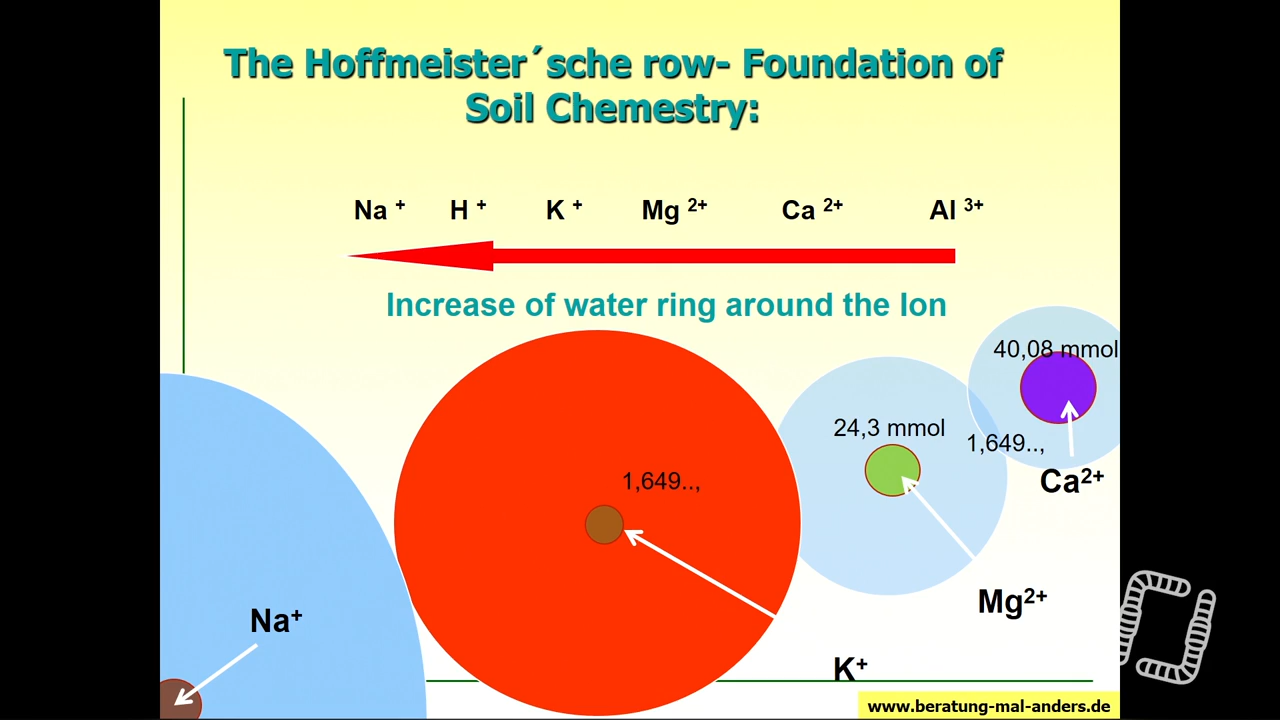 The Hoffmeister´sche row- Foundation of
Soil Chemestry:
Na + H + K + Mg 2+ Ca 2+ Al 3+
Increase of water ring around the Ion
40,08 mmol
24,3 mmol
1,649..,
Ca2+
1,649..,
Mg2+
Na+
K+
www.beratung-mal-anders.de